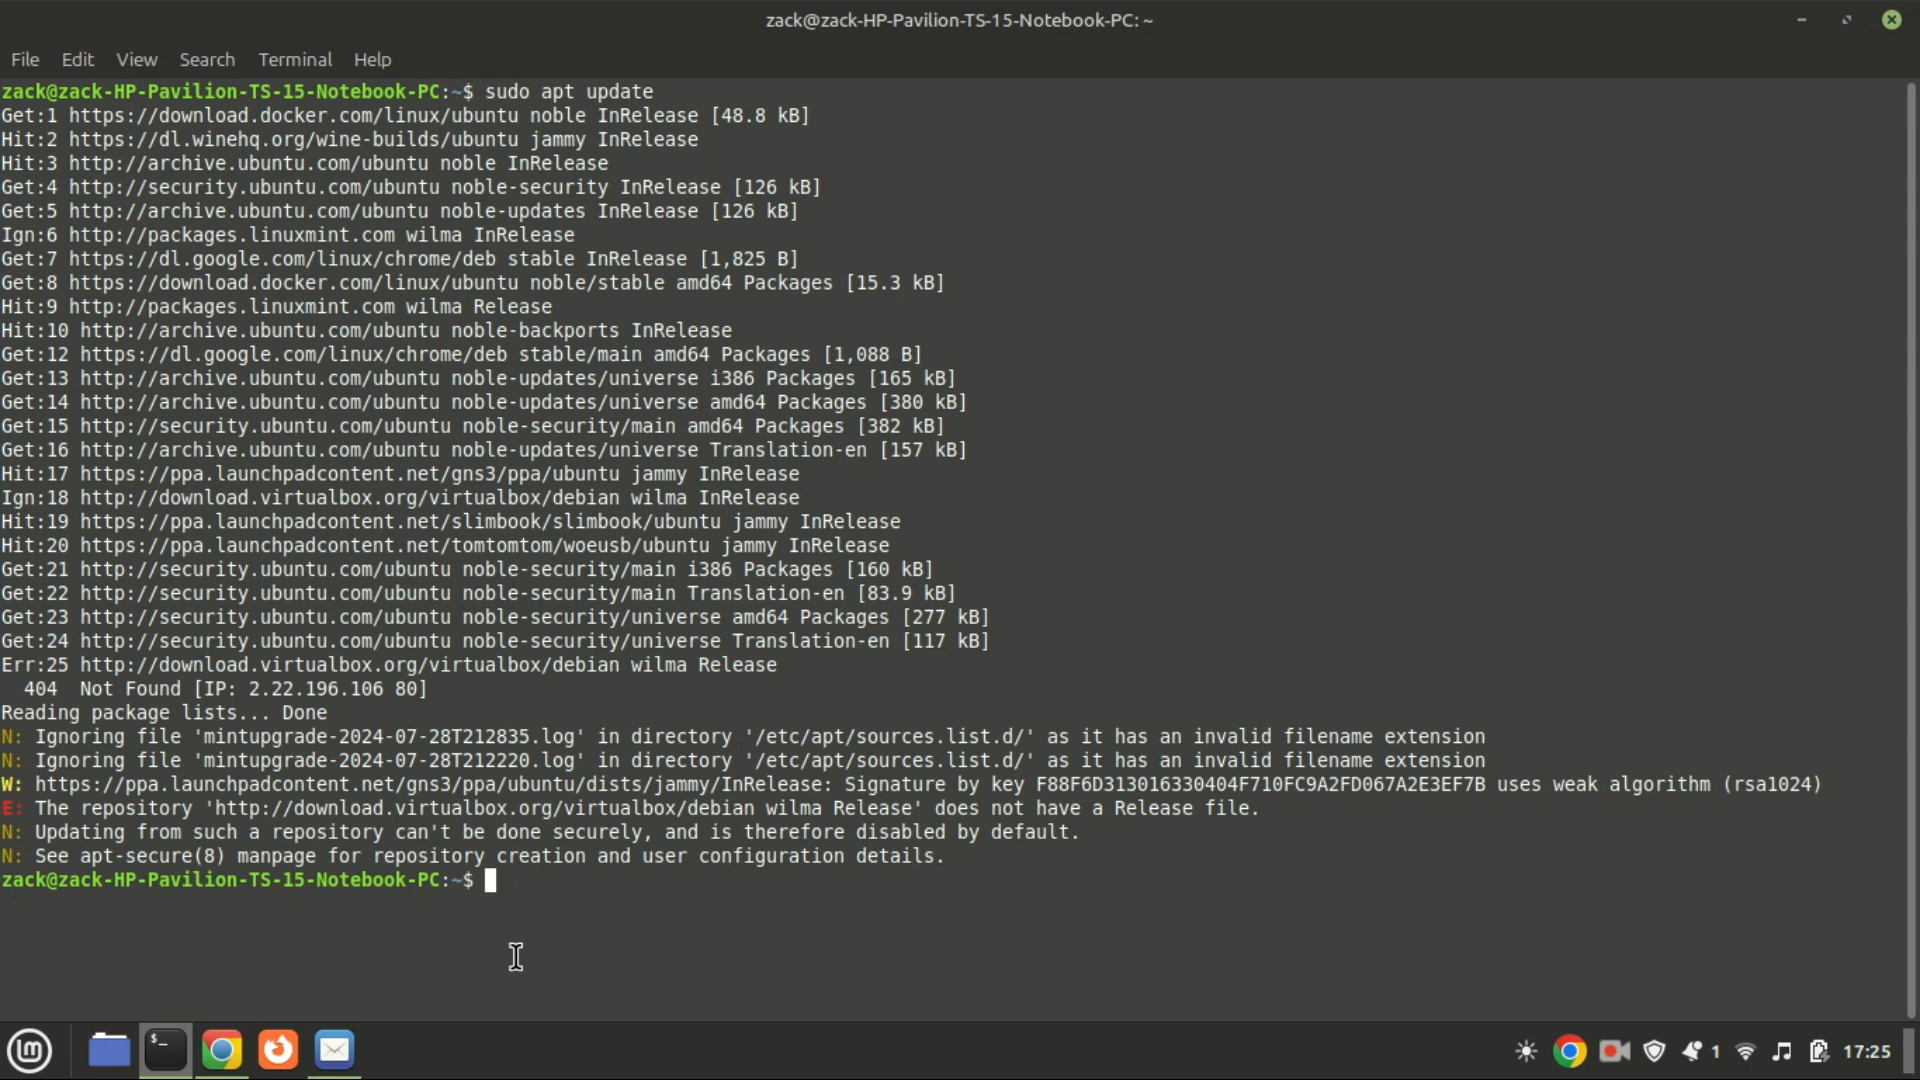 zack@zack-HP-Pavilion-TS-15-Notebook-PC: ~
File Edit View Search Terminal Help
zack@zack-HP-Pavilion-TS-15-Notebook-PC:~$ sudo apt update
Get:1 https://download.docker.com/linux/ubuntu noble InRelease [48.8 kB]
Hit:2 https://dl.winehq.org/wine-builds/ubuntu jammy InRelease
Hit:3 http://archive.ubuntu.com/ubuntu noble InRelease
Get:4 http://security.ubuntu.com/ubuntu noble-security InRelease [126 kB]
Get:5 http://archive.ubuntu.com/ubuntu noble-updates InRelease [126 kB]
Ign:6 http://packages.linuxmint.com wilma InRelease
Get:7 https://dl.google.com/linux/chrome/deb stable InRelease [1,825 B]
Get:8 https://download.docker.com/linux/ubuntu noble/stable amd64 Packages [15.3 kB]
Hit:9 http://packages.linuxmint.com wilma Release
Hit:10 http://archive.ubuntu.com/ubuntu noble-backports InRelease
Get:12 https://dl.google.com/linux/chrome/deb stable/main amd64 Packages [1,088 B]
Get:13 http://archive.ubuntu.com/ubuntu noble-updates/universe i386 Packages [165 kB]
Get:14 http://archive.ubuntu.com/ubuntu noble-updates/universe amd64 Packages [380 kB]
Get:15 http://security.ubuntu.com/ubuntu noble-security/main amd64 Packages [382 kB]
Get:16 http://archive.ubuntu.com/ubuntu noble-updates/universe Translation-en [157 kB]
Hit:17 https://ppa.launchpadcontent.net/gns3/ppa/ubuntu jammy InRelease
Ign:18 http://download.virtualbox.org/virtualbox/debian wilma InRelease
Hit:19 https://ppa.launchpadcontent.net/slimbook/slimbook/ubuntu jammy InRelease
Hit:20 https://ppa.launchpadcontent.net/tomtomtom/woeusb/ubuntu jammy InRelease
Get:21 http://security.ubuntu.com/ubuntu noble-security/main i386 Packages [160 kB]
Get:22 http://security.ubuntu.com/ubuntu noble-security/main Translation-en [83.9 kB]
Get:23 http://security.ubuntu.com/ubuntu noble-security/universe amd64 Packages [277 kB]
Get:24 http://security.ubuntu.com/ubuntu noble-security/universe Translation-en [117 kB]
Err:25 http://download.virtualbox.org/virtualbox/debian wilma Release
404 Not Found [IP: 2.22.196.106 80]
Reading package lists... Done
N: Ignoring file 'mintupgrade-2024-07-28T212835.log' in directory '/etc/apt/sources.list.d/' as it has an invalid filename extension
N: Ignoring file 'mintupgrade-2024-07-28T212220.log' in directory '/etc/apt/sources.list.d/' as it has an invalid filename extension
W: https://ppa.launchpadcontent.net/gns3/ppa/ubuntu/dists/jammy/InRelease: Signature by key F88F6D313016330404F710FC9A2FD067A2E3EF7B uses weak algorithm (rsa1024)
E: The repository 'http://download.virtualbox.org/virtualbox/debian wilma Release' does not have a Release file.
N: Updating from such a repository can't be done securely, and is therefore disabled by default.
N: See apt-secure(8) manpage for repository creation and user configuration details.
zack@zack-HP-Pavilion-TS-15-Notebook-PC:~$
1 17:25